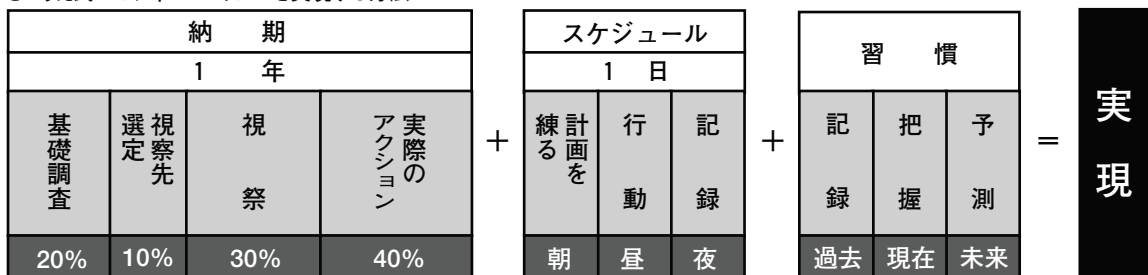 納期
1年
基礎調査
視察先
選定
視祭
実際の
アクション
20%
10%
30%
40%
+
スケジュール
1日
計画を
練る
行動
記録
朝
昼
夜
+
習慣
記録
把握
予測
過去
現在
未来
=
実現